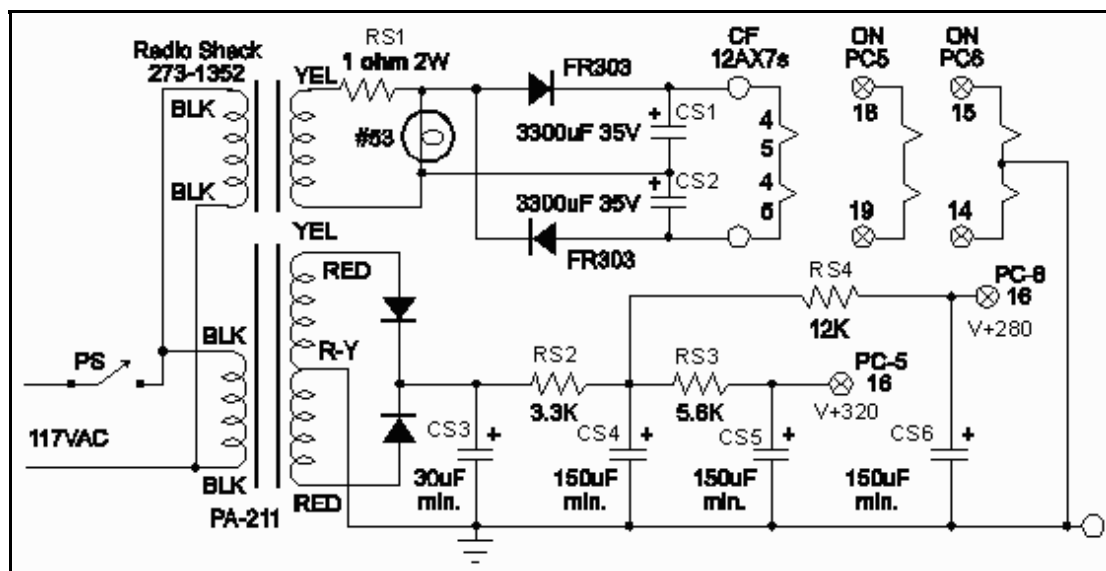 Radio Shack
273-1352
RS1
1 ohm 2W
YEL
BLK
BLK
YEL
#53
FR303
3300uF 35V
CS1
CS2
3300uF 35V
FR303
CF
12AX7s
4
5
4
5
ON
PC5
18
19
ON
PC6
15
14
RED
R-Y
RED
BLK
BLK
PA-211
PS
117VAC
RS2
3.3K
RS3
5.6K
RS4
12K
PC-6
16
V+280
PC-5
16
V+320
CS3
30uF
min.
CS4
150uF
min.
CS5
150uF
min.
CS6
150uF
min.
+
+
+
+
+
+